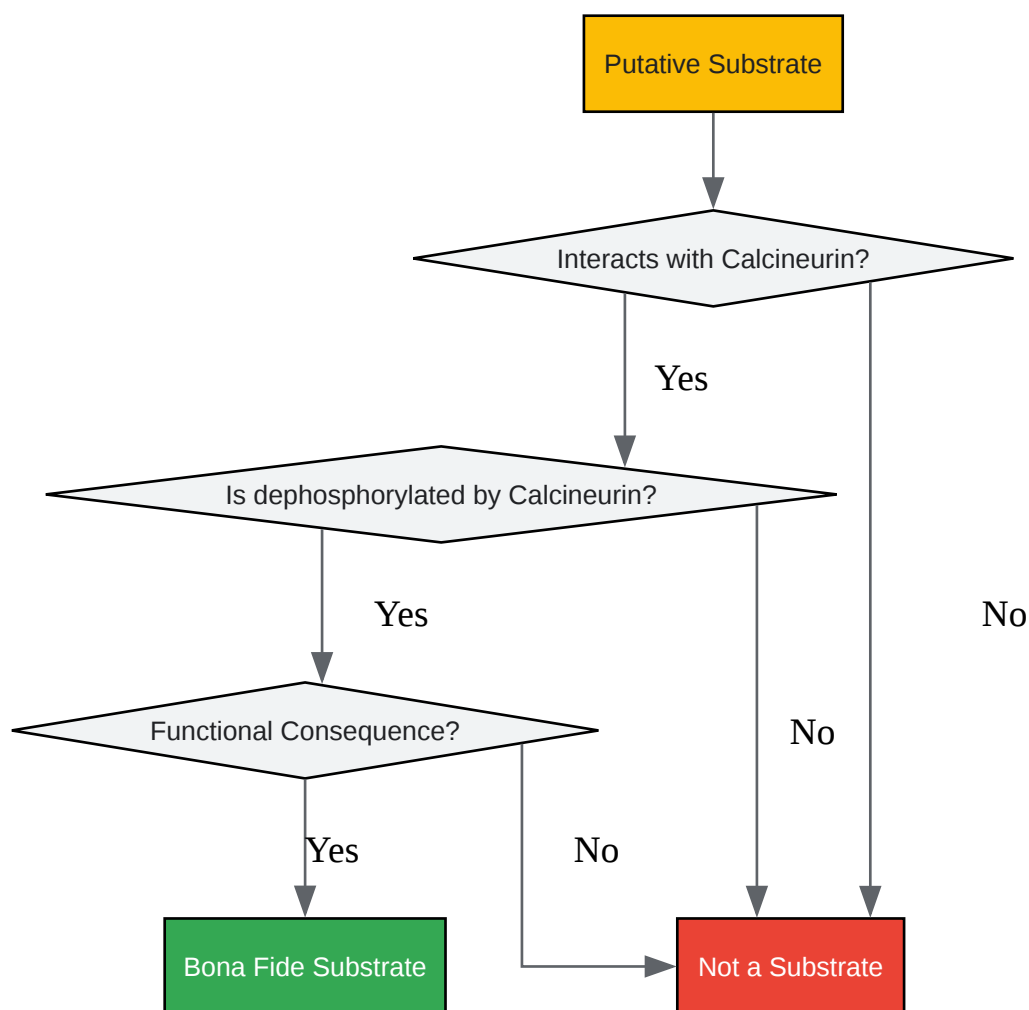 Putative Substrate
Interacts with Calcineurin?
Yes
Is dephosphorylated by Calcineurin?
Yes
No
Functional Consequence?
No
Yes
No
Bona Fide Substrate
Not a Substrate